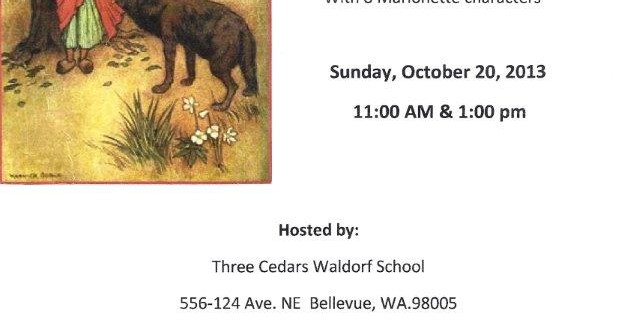 With 8 Marionette characters
Sunday, October 20, 2013
11:00 AM & 1:00 pm
Hosted by:
Three Cedars Waldorf School
556-124 Ave. NE  Bellevue, WA.98005